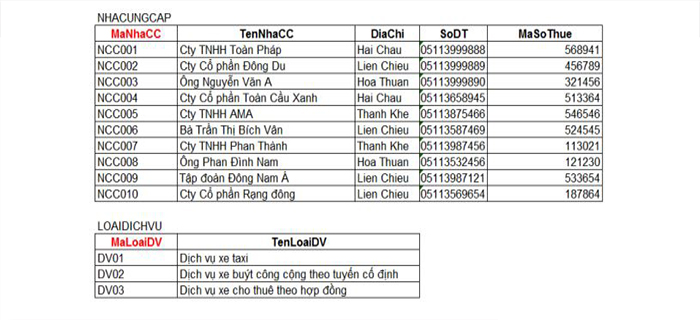 NHACUNGCAP
MaNhaCC TenNhaCC DiaChi SoDT MaSoThue
NCC001 Cty TNHH Toàn Pháp Hai Chau 05113999888 568941
NCC002 Cty Cổ phần Đông Du Lien Chieu 05113999889 456789
NCC003 Ông Nguyễn Văn A Hoa Thuan 05113999890 321456
NCC004 Cty Cổ phần Toàn Cầu Xanh Hai Chau 05113658945 513364
NCC005 Cty TNHH AMA Thanh Khe 05113875466 546546
NCC006 Bà Trần Thị Bích Vân Lien Chieu 05113587469 524545
NCC007 Cty TNHH Phan Thành Thanh Khe 05113987456 113021
NCC008 Ông Phan Đình Nam Hoa Thuan 05113532456 121230
NCC009 Tập đoàn Đông Nam Á Lien Chieu 05113987121 533654
NCC010 Cty Cổ phần Rạng đông Lien Chieu 05113569654 187864
LOAIDICHVU
MaLoaiDV TenLoaiDV
DV01 Dịch vụ xe taxi
DV02 Dịch vụ xe buýt công cộng theo tuyến cố định
DV03 Dịch vụ xe cho thuê theo hợp đồng